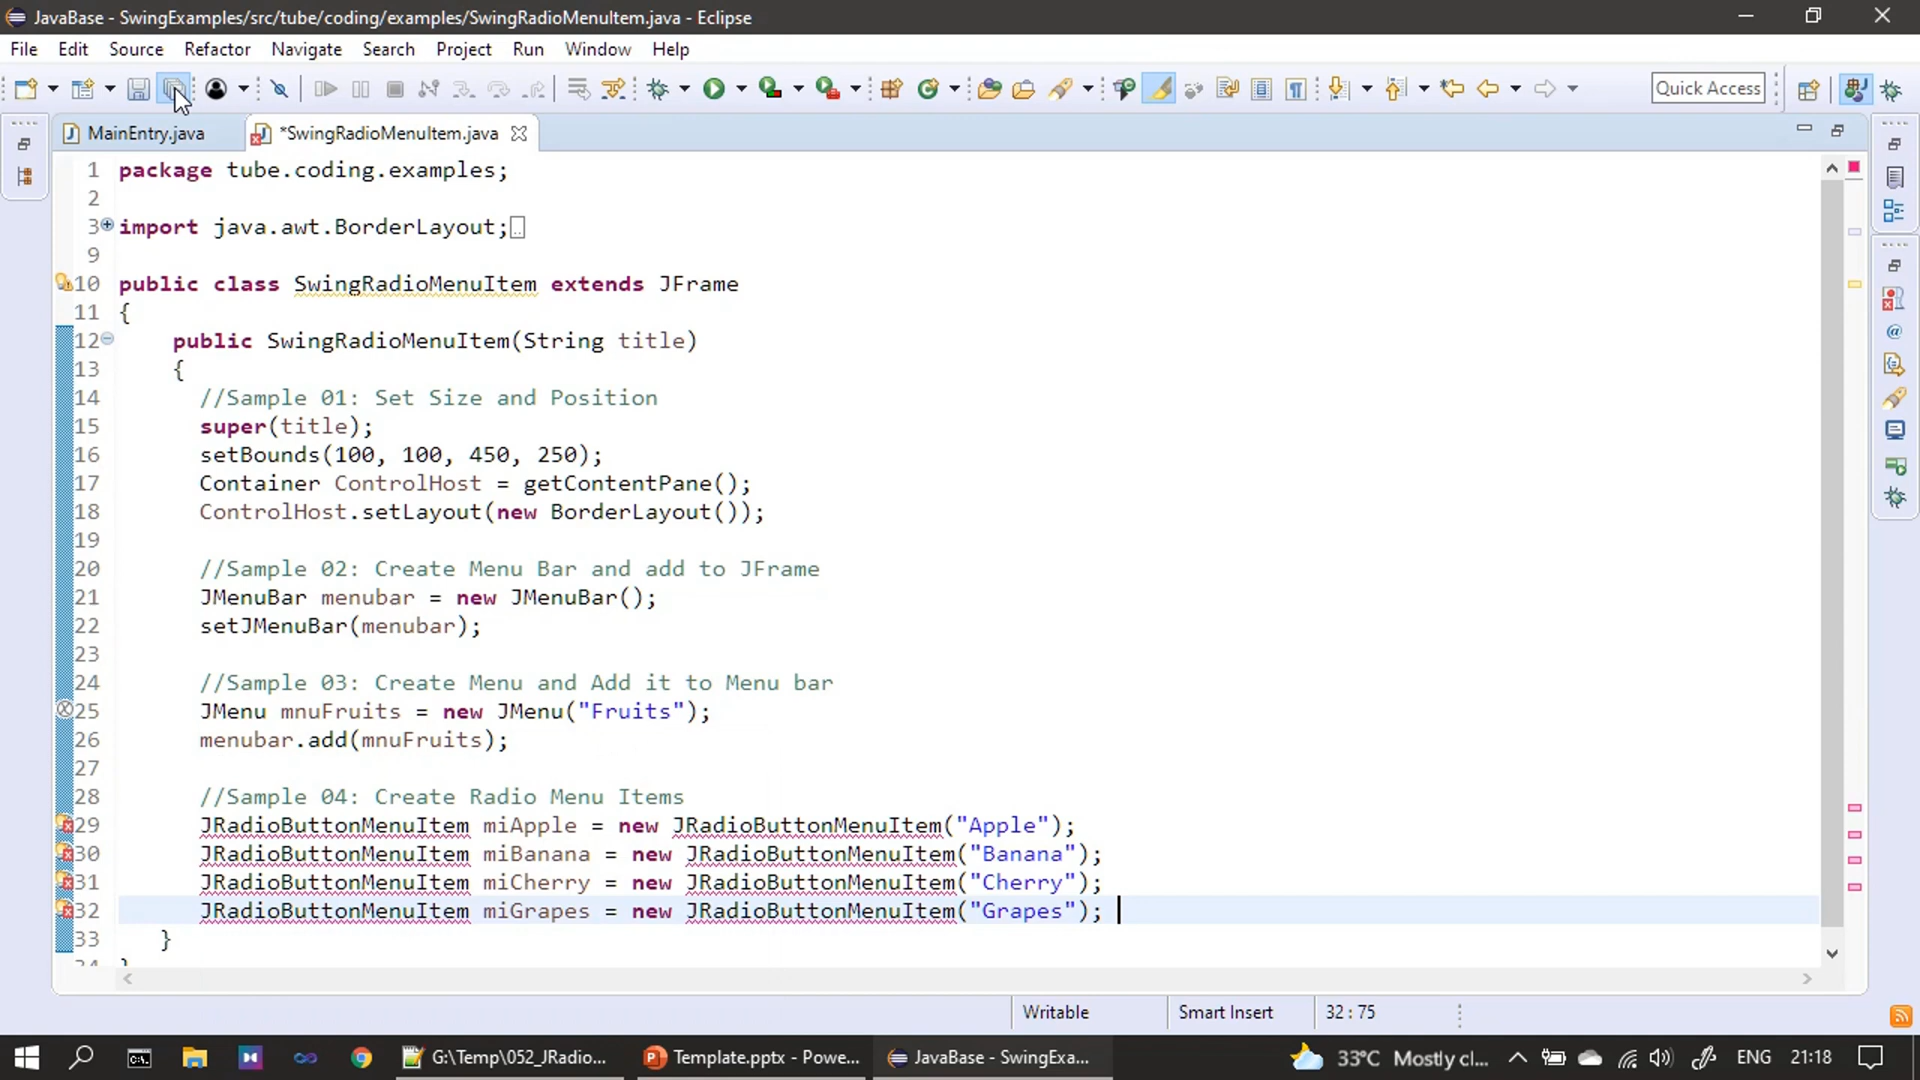 JavaBase - SwingExamples/src/tube/coding/examples/SwingRadioMenuItem.java - Eclipse
File Edit Source Refactor Navigate Search Project Run Window Help
Quick Access
MainEntry.java *SwingRadioMenuItem.java
1 package tube.coding.examples;
2
3 import java.awt.BorderLayout;
9
10 public class SwingRadioMenuItem extends JFrame
11 {
12 public SwingRadioMenuItem(String title)
13 {
14 //Sample 01: Set Size and Position
15 super(title);
16 setBounds(100, 100, 450, 250);
17 Container ControlHost = getContentPane();
18 ControlHost.setLayout(new BorderLayout());
19
20 //Sample 02: Create Menu Bar and add to JFrame
21 JMenuBar menubar = new JMenuBar();
22 setJMenuBar(menubar);
23
24 //Sample 03: Create Menu and Add it to Menu bar
25 JMenu mnuFruits = new JMenu("Fruits");
26 menubar.add(mnuFruits);
27
28 //Sample 04: Create Radio Menu Items
29 JRadioButtonMenuItem miApple = new JRadioButtonMenuItem("Apple");
30 JRadioButtonMenuItem miBanana = new JRadioButtonMenuItem("Banana");
31 JRadioButtonMenuItem miCherry = new JRadioButtonMenuItem("Cherry");
32 JRadioButtonMenuItem miGrapes = new JRadioButtonMenuItem("Grapes");
33 }
34 }
Writable Smart Insert 32 : 75
G:\Temp\052_JRadio... Template.pptx - Powe... JavaBase - SwingExa... 33°C Mostly cl... ENG 21:18